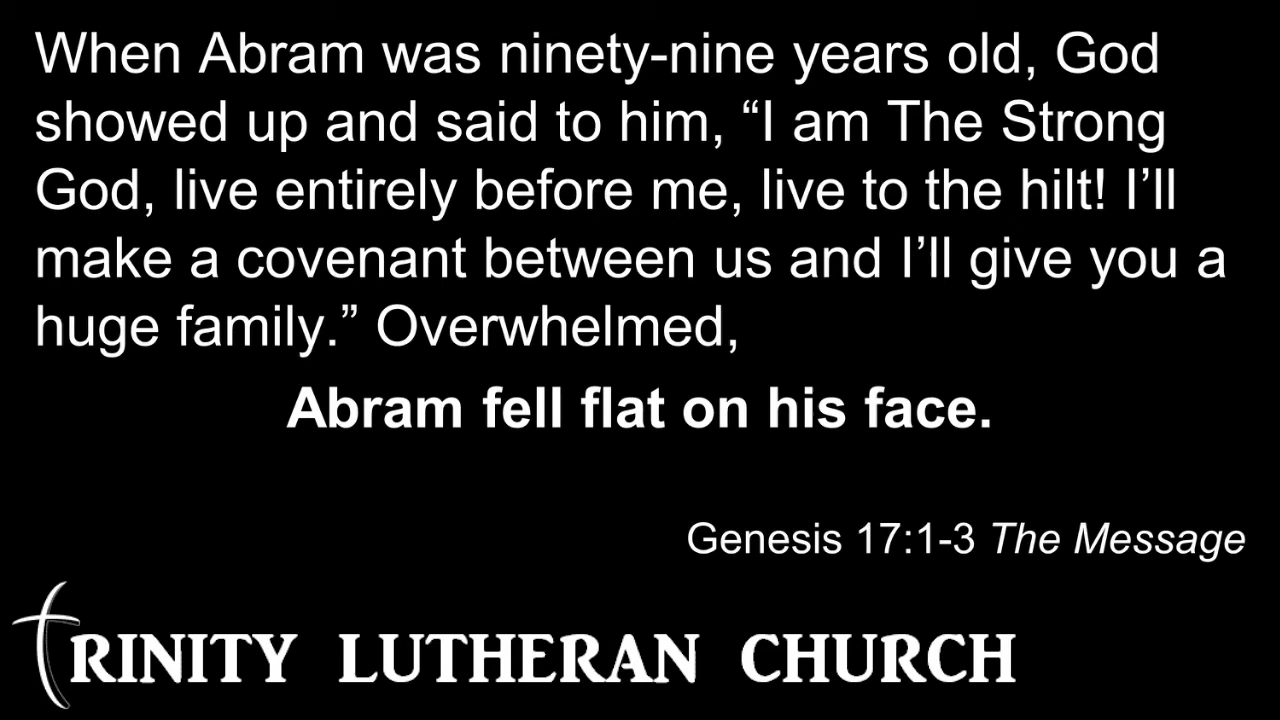 When Abram was ninety-nine years old, God
showed up and said to him, “I am The Strong
God, live entirely before me, live to the hilt! I’ll
make a covenant between us and I’ll give you a
huge family.” Overwhelmed,
Abram fell flat on his face.
Genesis 17:1-3 The Message
TRINITY LUTHERAN CHURCH